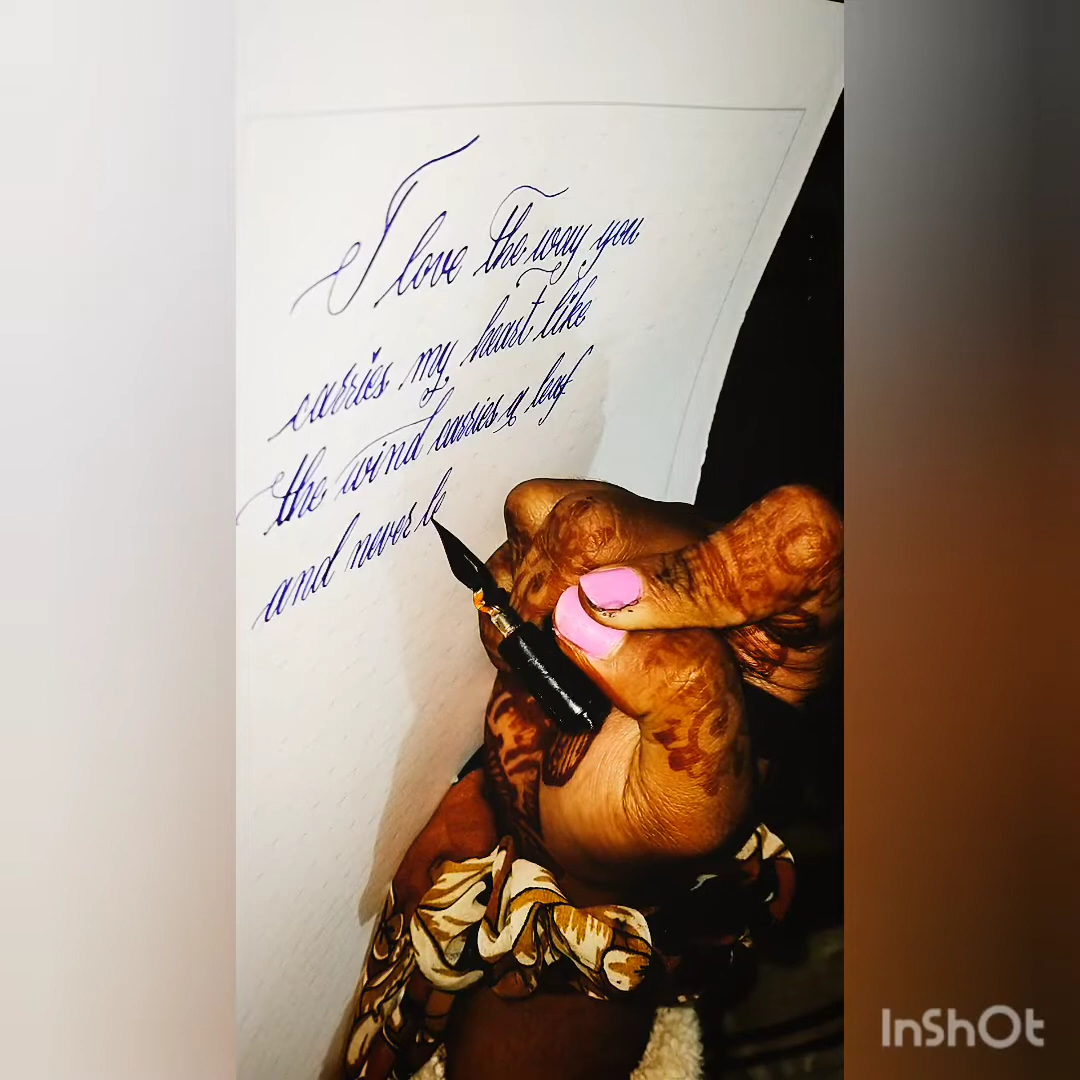 I love the way you
carries my heart like
the wind carries a leaf
and never le
InShOt